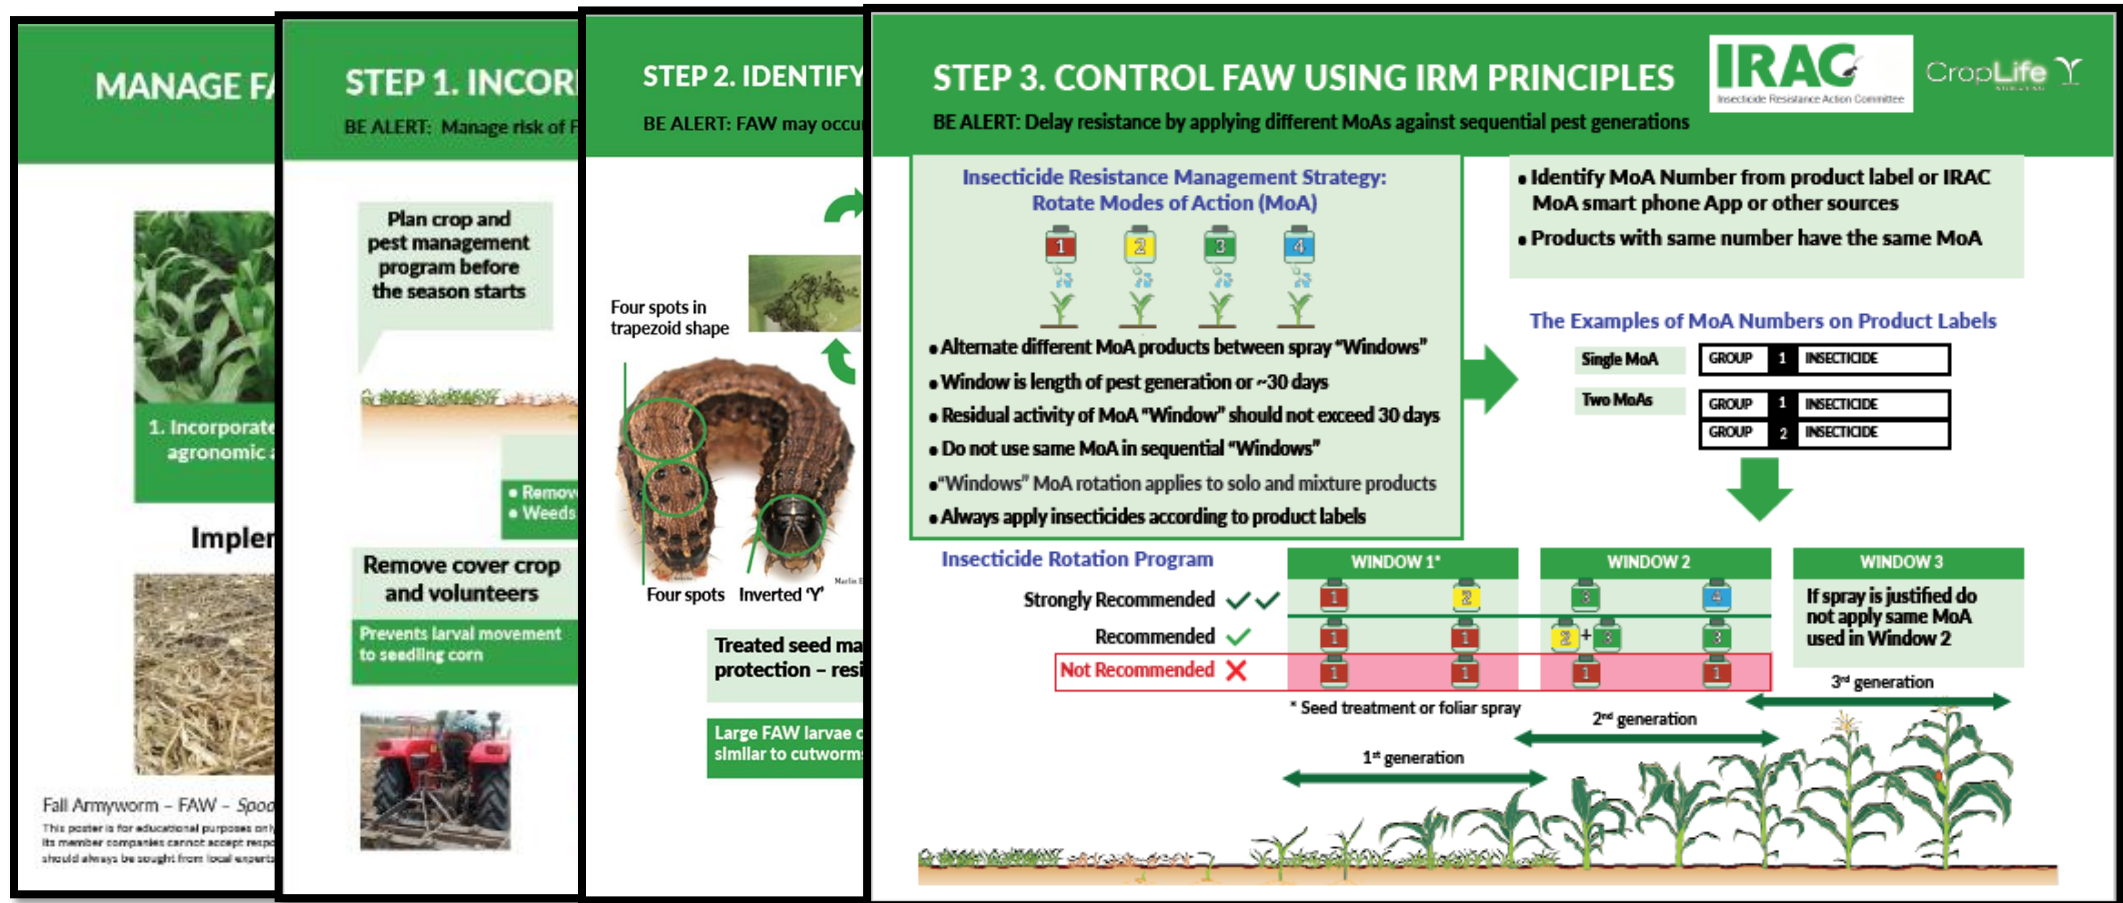 MANAGE FA
1. Incorporate
agronomic a
Implem
Fall Armyworm – FAW – Spod
This poster is for educational purposes only
its member companies cannot accept respo
should always be sought from local experts
STEP 1. INCOR
BE ALERT: Manage risk of F
Plan crop and
pest management
program before
the season starts
• Remov
• Weeds
Remove cover crop
and volunteers
Prevents larval movement
to seedling corn
STEP 2. IDENTIFY
BE ALERT: FAW may occu
Four spots in
trapezoid shape
Four spots
Inverted ‘Y’
Marlin E
Treated seed ma
protection – resi
Large FAW larvae c
similar to cutworm
STEP 3. CONTROL FAW USING IRM PRINCIPLES
BE ALERT: Delay resistance by applying different MoAs against sequential pest generations
IRAC
Insecticide Resistance Action Committee
CropLife
Insecticide Resistance Management Strategy:
Rotate Modes of Action (MoA)
1 2 3 4
• Alternate different MoA products between spray “Windows”
• Window is length of pest generation or ~30 days
• Residual activity of MoA “Window” should not exceed 30 days
• Do not use same MoA in sequential “Windows”
• “Windows” MoA rotation applies to solo and mixture products
• Always apply insecticides according to product labels
• Identify MoA Number from product label or IRAC
MoA smart phone App or other sources
• Products with same number have the same MoA
The Examples of MoA Numbers on Product Labels
Single MoA
GROUP 1 INSECTICIDE
Two MoAs
GROUP 1 INSECTICIDE
GROUP 2 INSECTICIDE
Insecticide Rotation Program
WINDOW 1* WINDOW 2 WINDOW 3
Strongly Recommended 1 2 3 4
Recommended 1 1 2 + 3 3
Not Recommended 1 1 1 1
If spray is justified do
not apply same MoA
used in Window 2
* Seed treatment or foliar spray
1st generation
2nd generation
3rd generation